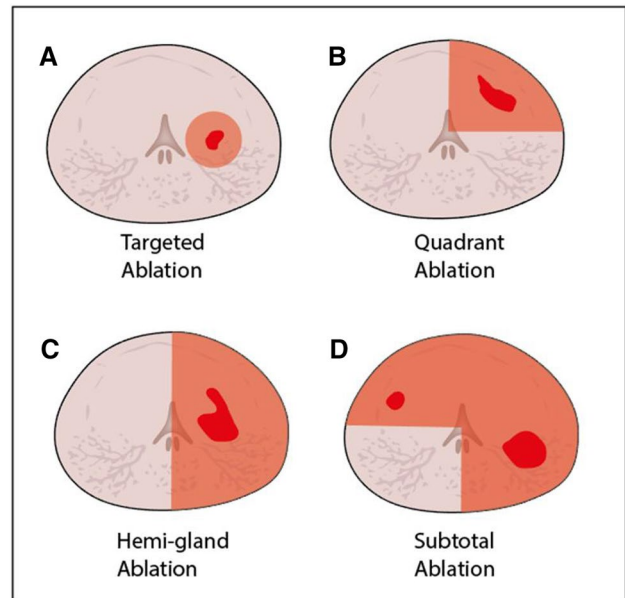 A
B
Targeted
Ablation
Quadrant
Ablation
C
D
Hemi-gland
Ablation
Subtotal
Ablation